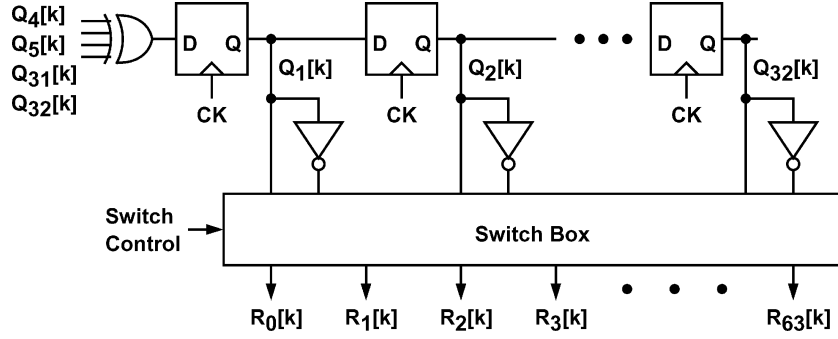 Q4[k]
Q5[k]
Q31[k]
Q32[k]
D Q
CK
Q1[k]
D Q
CK
Q2[k]
D Q
CK
Q32[k]
Switch
Control
Switch Box
R0[k]
R1[k]
R2[k]
R3[k]
R63[k]